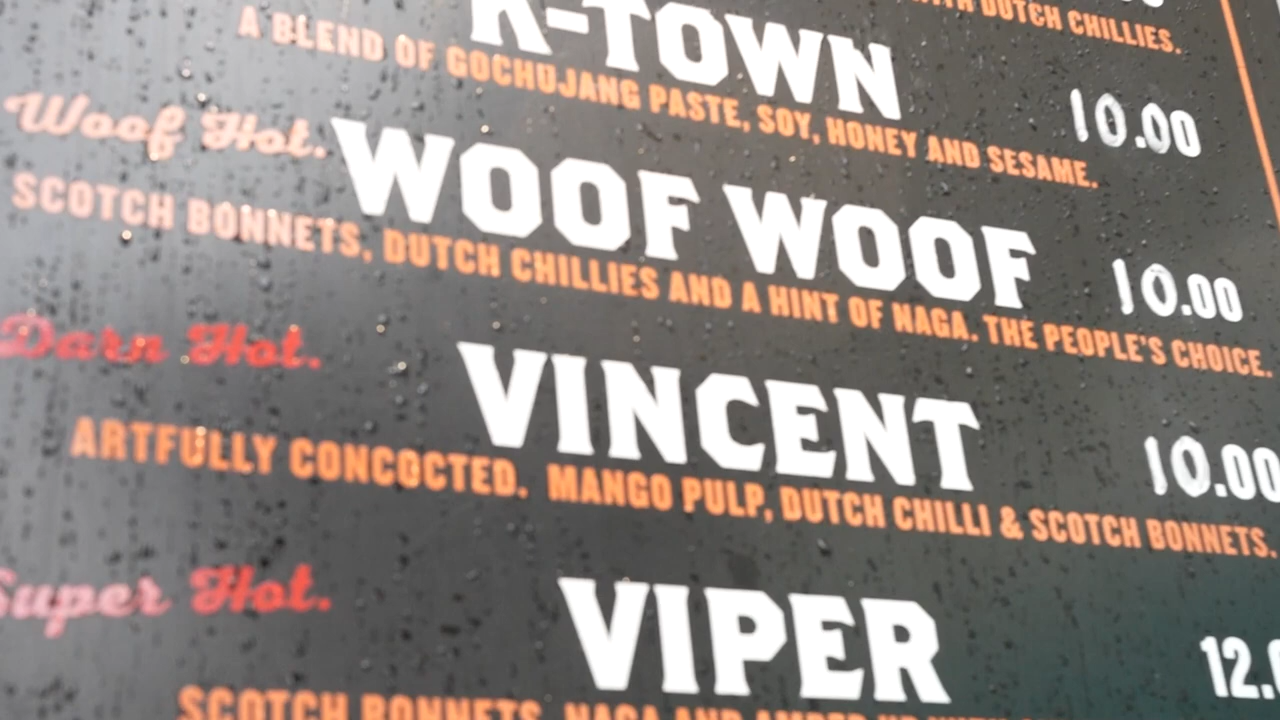 DUTCH CHILLIES.
K-TOWN
10.00
A BLEND OF GOCHUJANG PASTE, SOY, HONEY AND SESAME.
Woof Hot.
WOOF WOOF
10.00
SCOTCH BONNETS, DUTCH CHILLIES AND A HINT OF NAGA. THE PEOPLE'S CHOICE.
Darn Hot.
VINCENT
10.00
ARTFULLY CONCOCTED. MANGO PULP, DUTCH CHILLI & SCOTCH BONNETS.
Super Hot.
VIPER
12.
SCOTCH BONNETS, NAGA AND